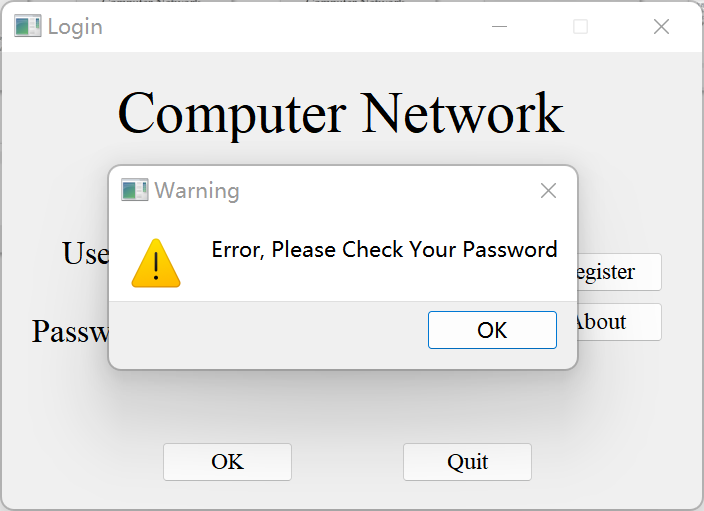 Login
Computer Network
Warning
Error, Please Check Your Password
OK
Use
egister
Passw
About
OK
Quit